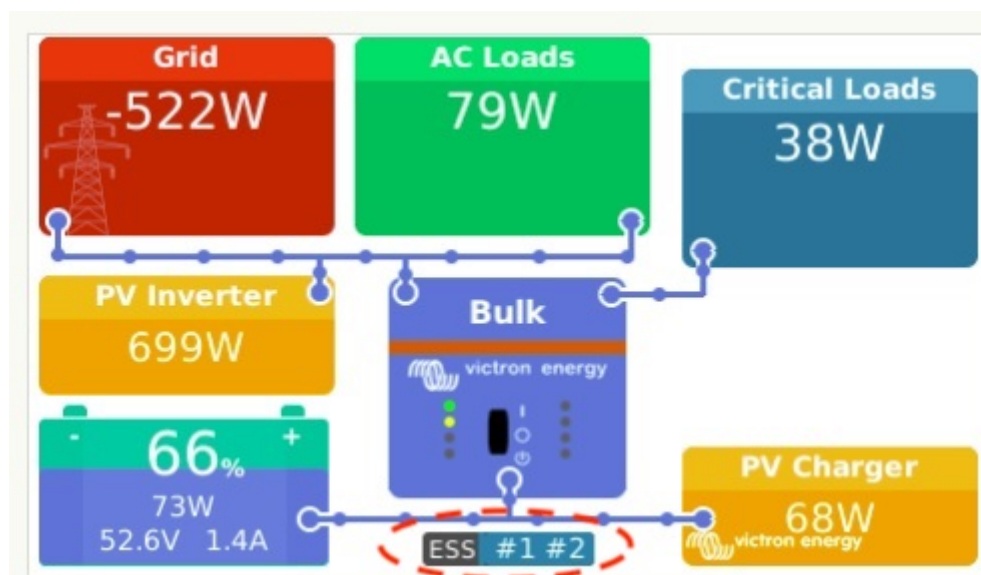 Grid
-522W
AC Loads
79W
Critical Loads
38W
PV Inverter
699W
Bulk
victron energy
- +
66%
73W
52.6V 1.4A
PV Charger
68W
victron energy
ESS #1 #2